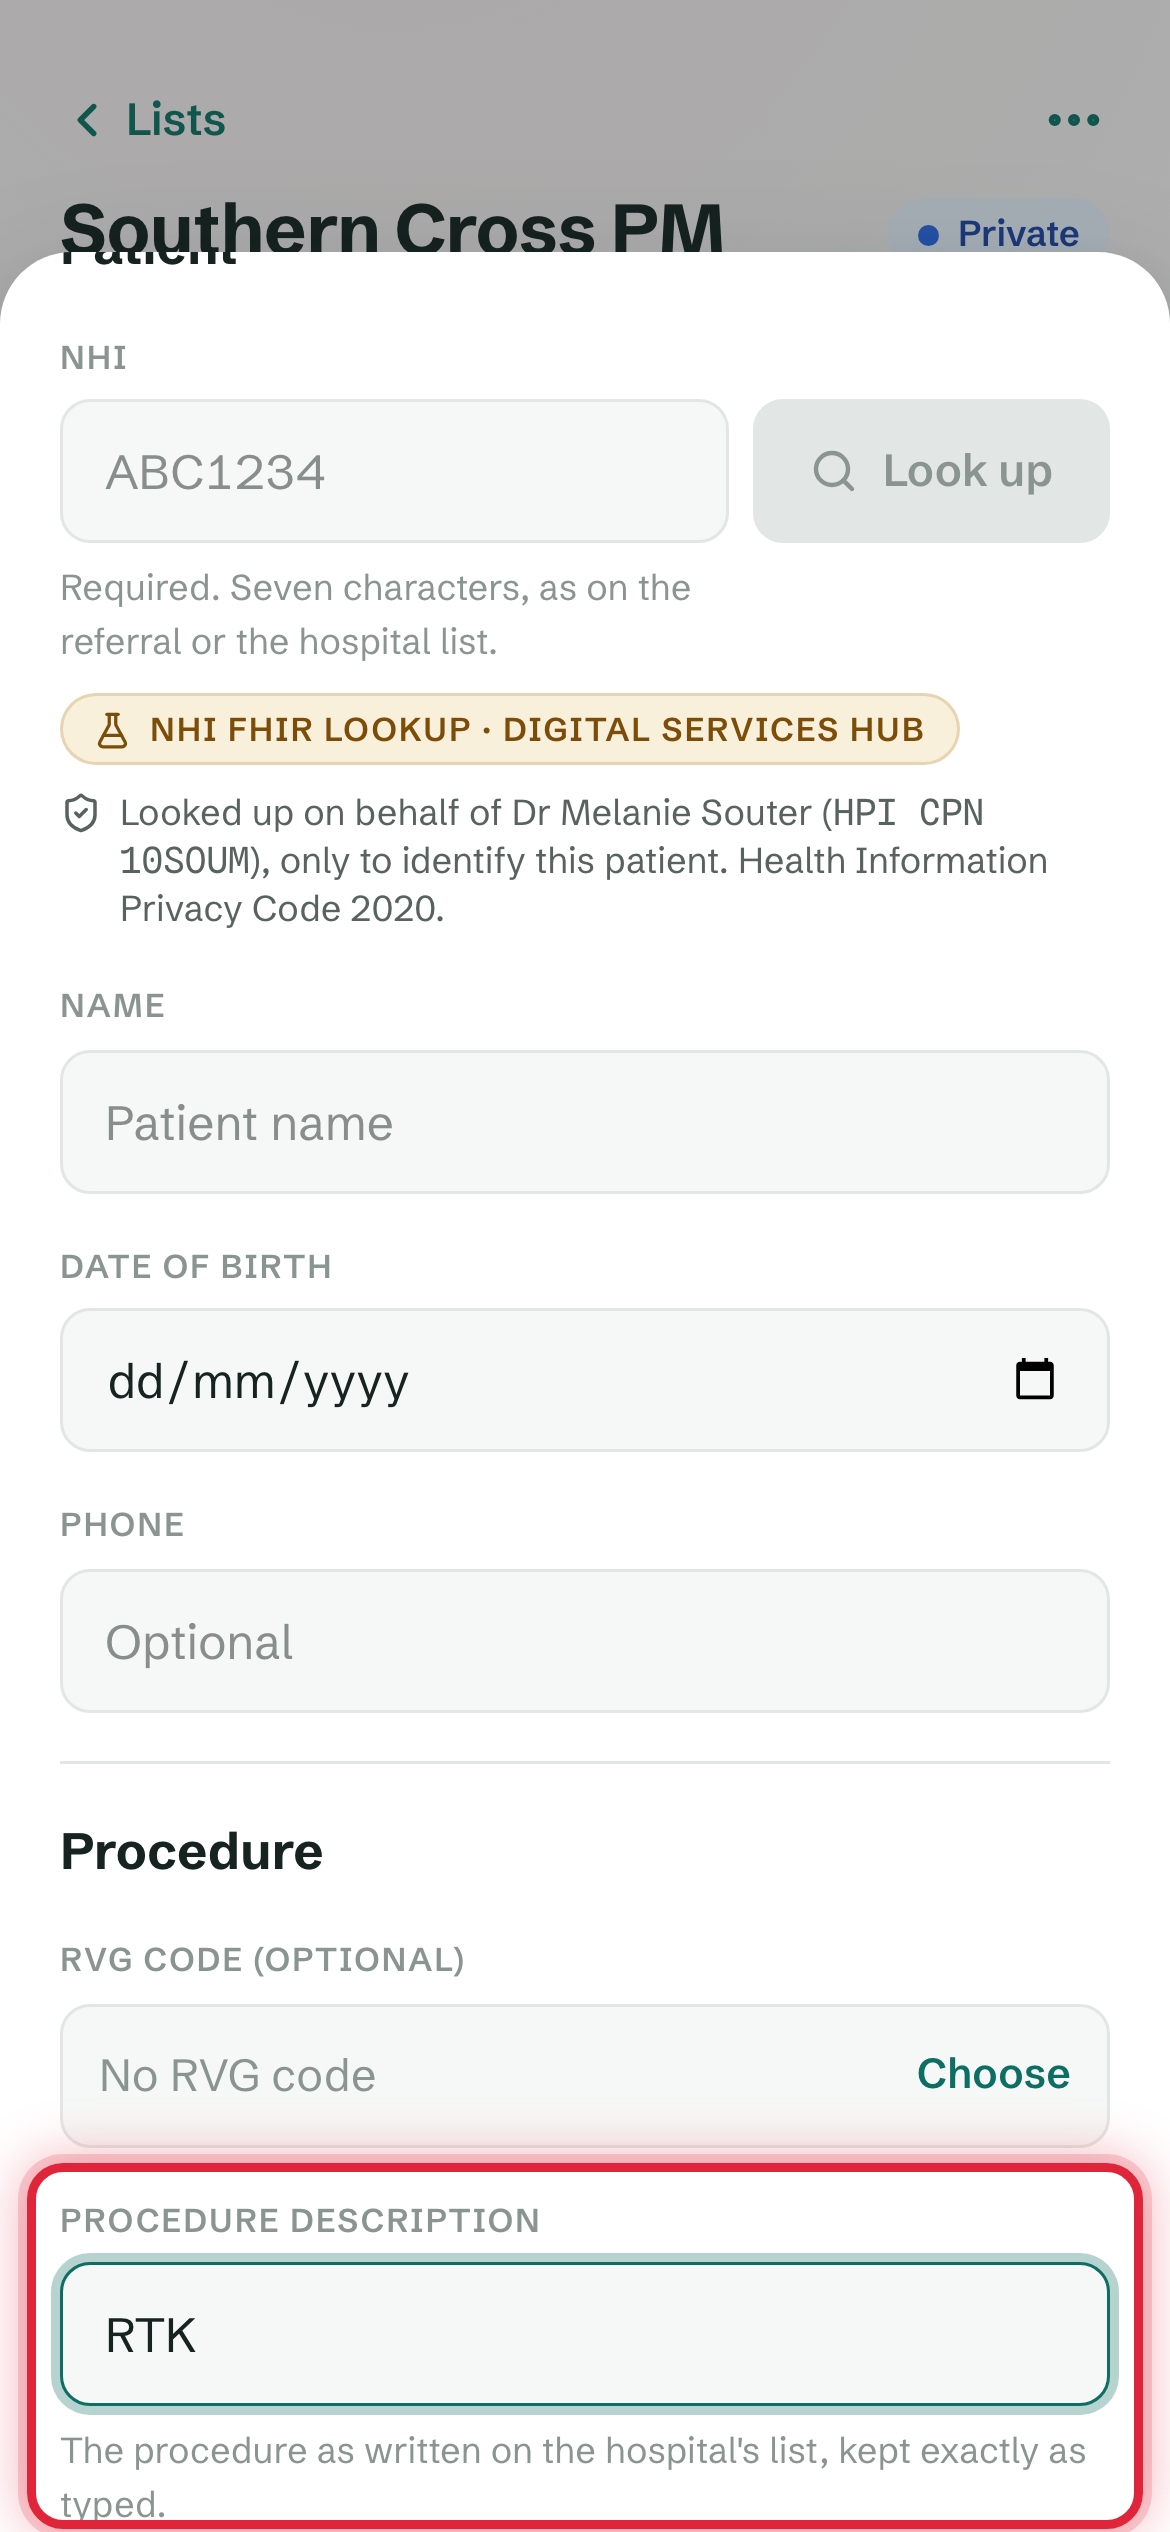 Lists
Southern Cross PM
Private
Patient
NHI
ABC1234
Look up
Required. Seven characters, as on the
referral or the hospital list.
NHI FHIR LOOKUP · DIGITAL SERVICES HUB
Looked up on behalf of Dr Melanie Souter (HPI CPN
10SOUM), only to identify this patient. Health Information
Privacy Code 2020.
NAME
Patient name
DATE OF BIRTH
dd/mm/yyyy
PHONE
Optional
Procedure
RVG CODE (OPTIONAL)
No RVG code
Choose
PROCEDURE DESCRIPTION
RTK
The procedure as written on the hospital's list, kept exactly as
typed.